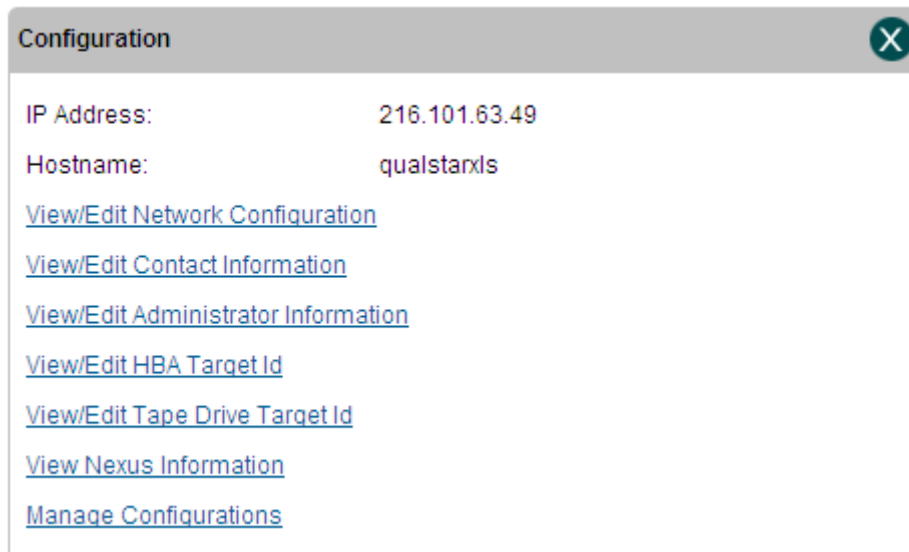 Configuration X
IP Address: 216.101.63.49
Hostname: qualstarxls
View/Edit Network Configuration
View/Edit Contact Information
View/Edit Administrator Information
View/Edit HBA Target Id
View/Edit Tape Drive Target Id
View Nexus Information
Manage Configurations